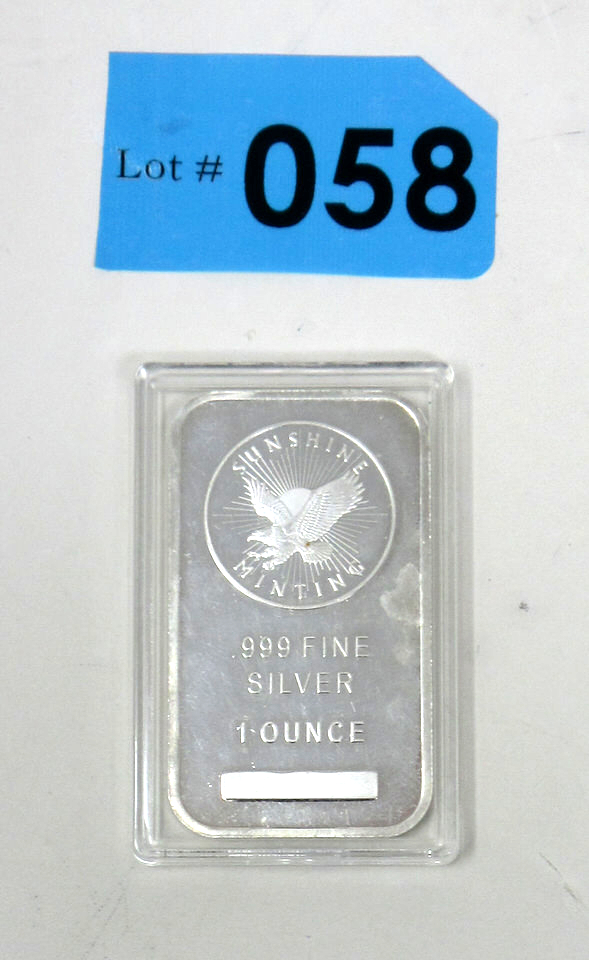 Lot # 058
SUNSHINE
MINTING
.999 FINE
SILVER
1 OUNCE